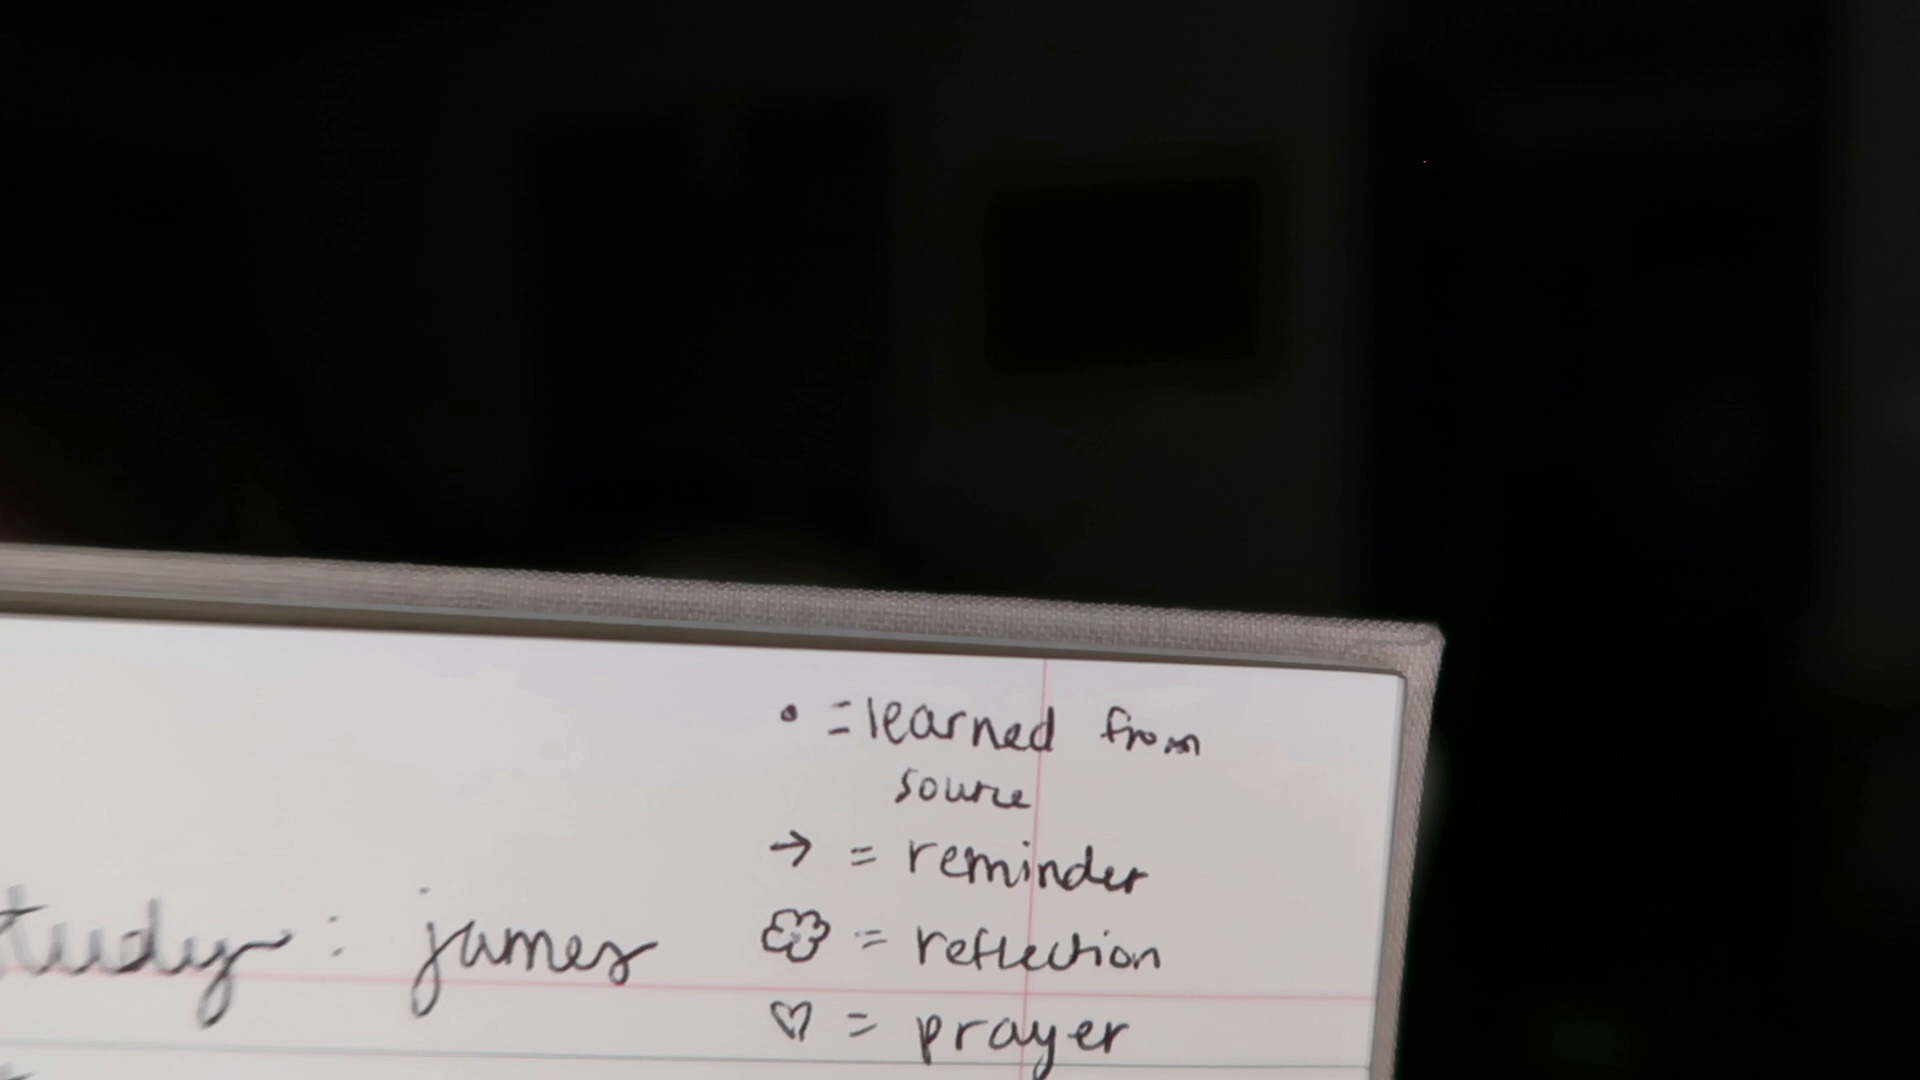 • = learned from
source
→ = reminder
tudy: james
= reflection
♡ = prayer